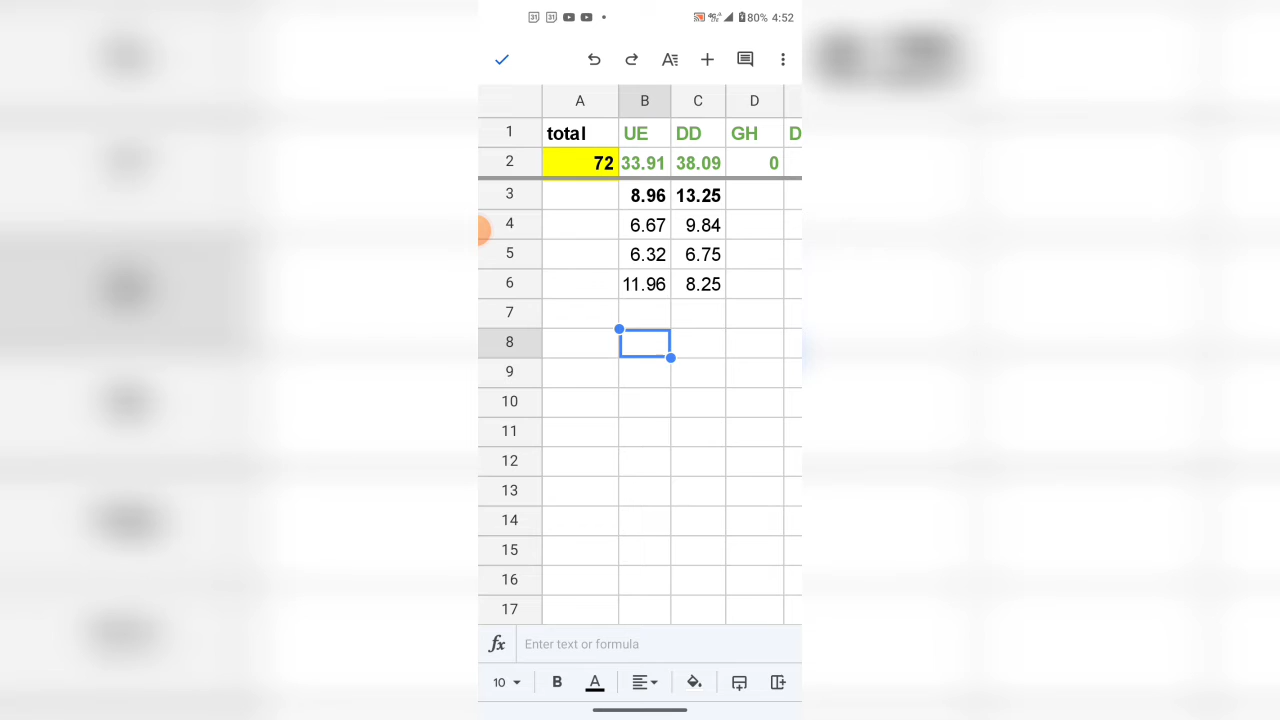 80% 4:52
A B C D
1 total UE DD GH D
2 72 33.91 38.09 0
3 8.96 13.25
4 6.67 9.84
5 6.32 6.75
6 11.96 8.25
7
8
9
10
11
12
13
14
15
16
17
fx Enter text or formula
10 B A